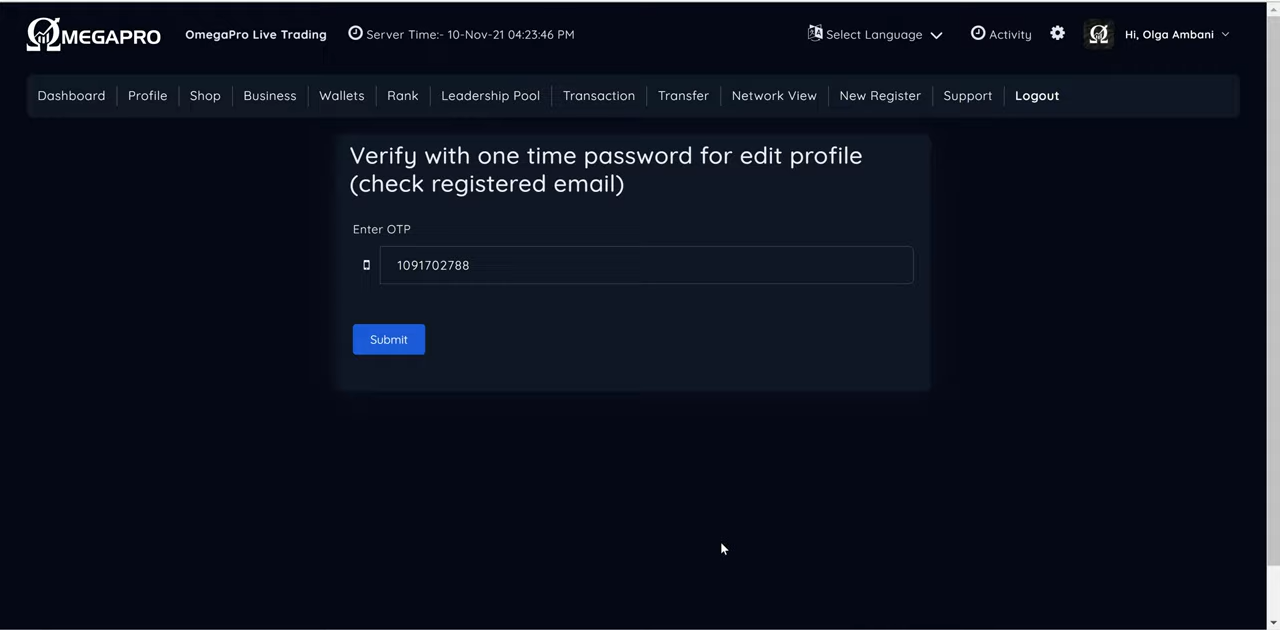 ΩMEGAPRO OmegaPro Live Trading Server Time:- 10-Nov-21 04:23:46 PM Select Language Activity Hi, Olga Ambani
Dashboard Profile Shop Business Wallets Rank Leadership Pool Transaction Transfer Network View New Register Support Logout
Verify with one time password for edit profile
(check registered email)
Enter OTP
1091702788
Submit